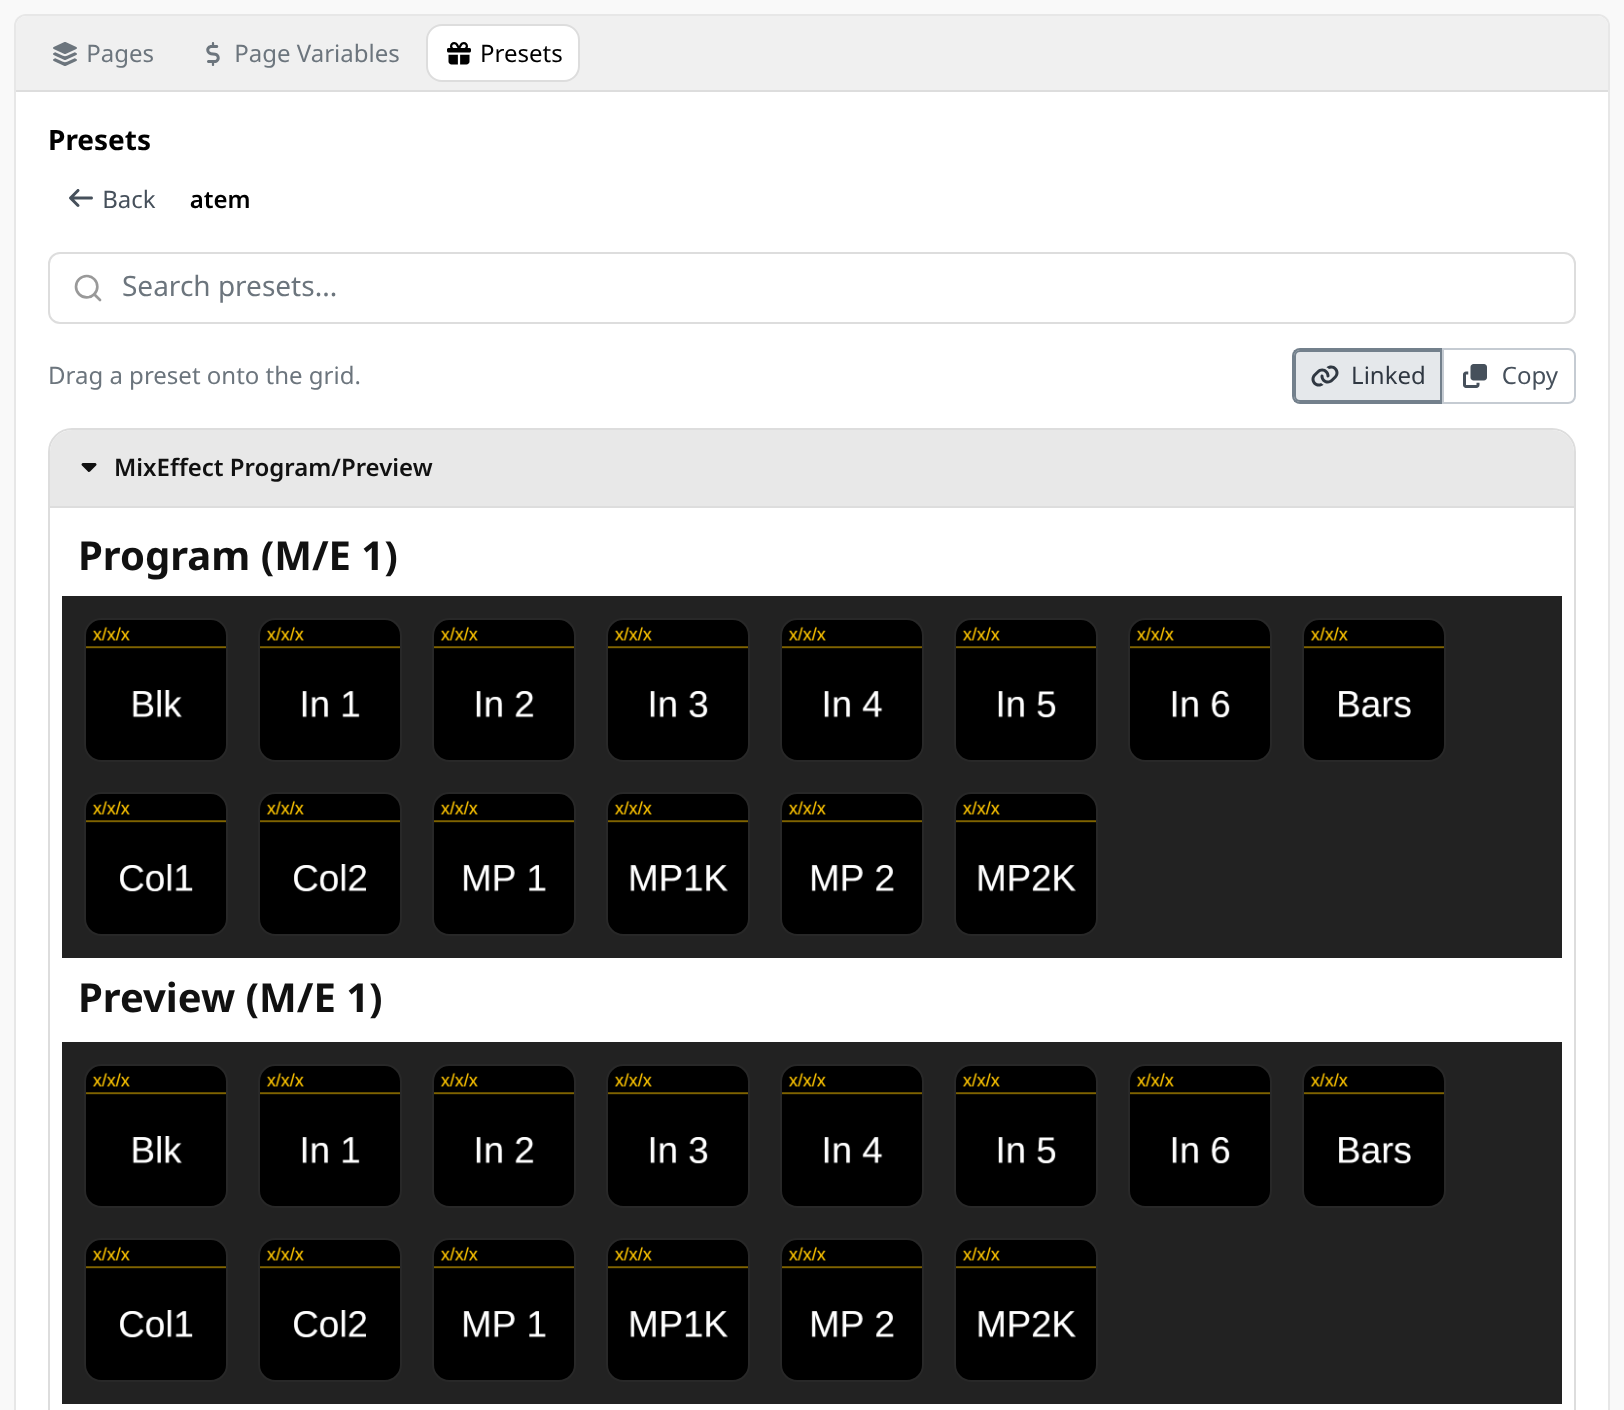 Pages Page Variables Presets
Presets
Back atem
Search presets...
Drag a preset onto the grid. Linked Copy
MixEffect Program/Preview
Program (M/E 1)
x/x/x x/x/x x/x/x x/x/x x/x/x x/x/x x/x/x x/x/x
Blk In 1 In 2 In 3 In 4 In 5 In 6 Bars
x/x/x x/x/x x/x/x x/x/x x/x/x x/x/x
Col1 Col2 MP 1 MP1K MP 2 MP2K
Preview (M/E 1)
x/x/x x/x/x x/x/x x/x/x x/x/x x/x/x x/x/x x/x/x
Blk In 1 In 2 In 3 In 4 In 5 In 6 Bars
x/x/x x/x/x x/x/x x/x/x x/x/x x/x/x
Col1 Col2 MP 1 MP1K MP 2 MP2K